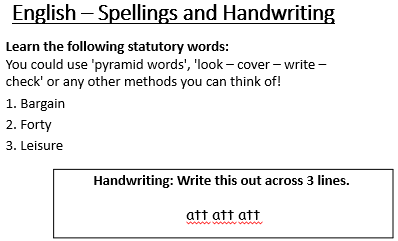 English – Spellings and Handwriting
Learn the following statutory words:
You could use 'pyramid words', 'look – cover – write –
check' or any other methods you can think of!
1. Bargain
2. Forty
3. Leisure
Handwriting: Write this out across 3 lines.
att att att